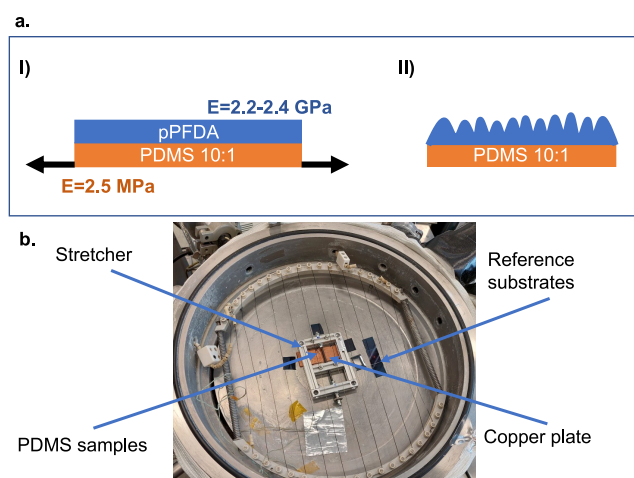 a.
I)
II)
E=2.2-2.4 GPa
pPFDA
PDMS 10:1
PDMS 10:1
E=2.5 MPa
b.
Stretcher
Reference
substrates
PDMS samples
Copper plate